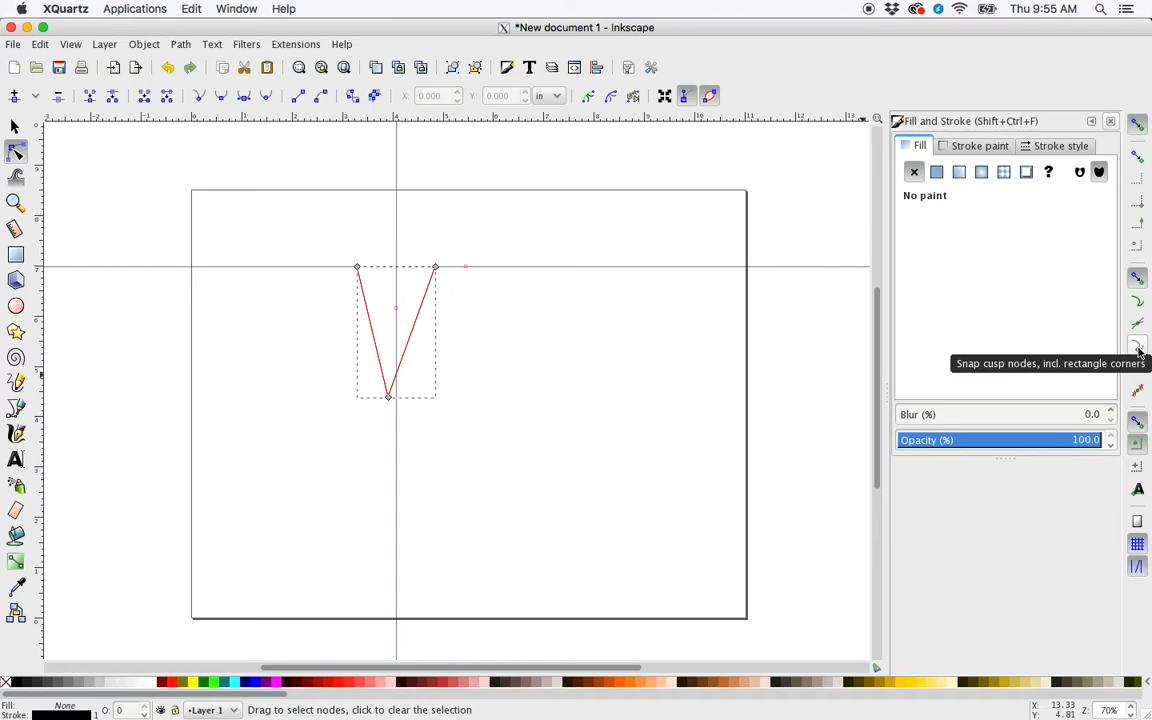 XQuartz Applications Edit Window Help Thu 9:55 AM
*New document 1 - Inkscape
File Edit View Layer Object Path Text Filters Extensions Help
X: 0.000 Y: 0.000 in
Fill and Stroke (Shift+Ctrl+F)
Fill Stroke paint Stroke style
No paint
Snap cusp nodes, incl. rectangle corners
Blur (%) 0.0
Opacity (%) 100.0
Fill: None
Stroke: 1 O: 0 Layer 1 Drag to select nodes, click to clear the selection X: 13.33 Y: 4.81 Z: 70%